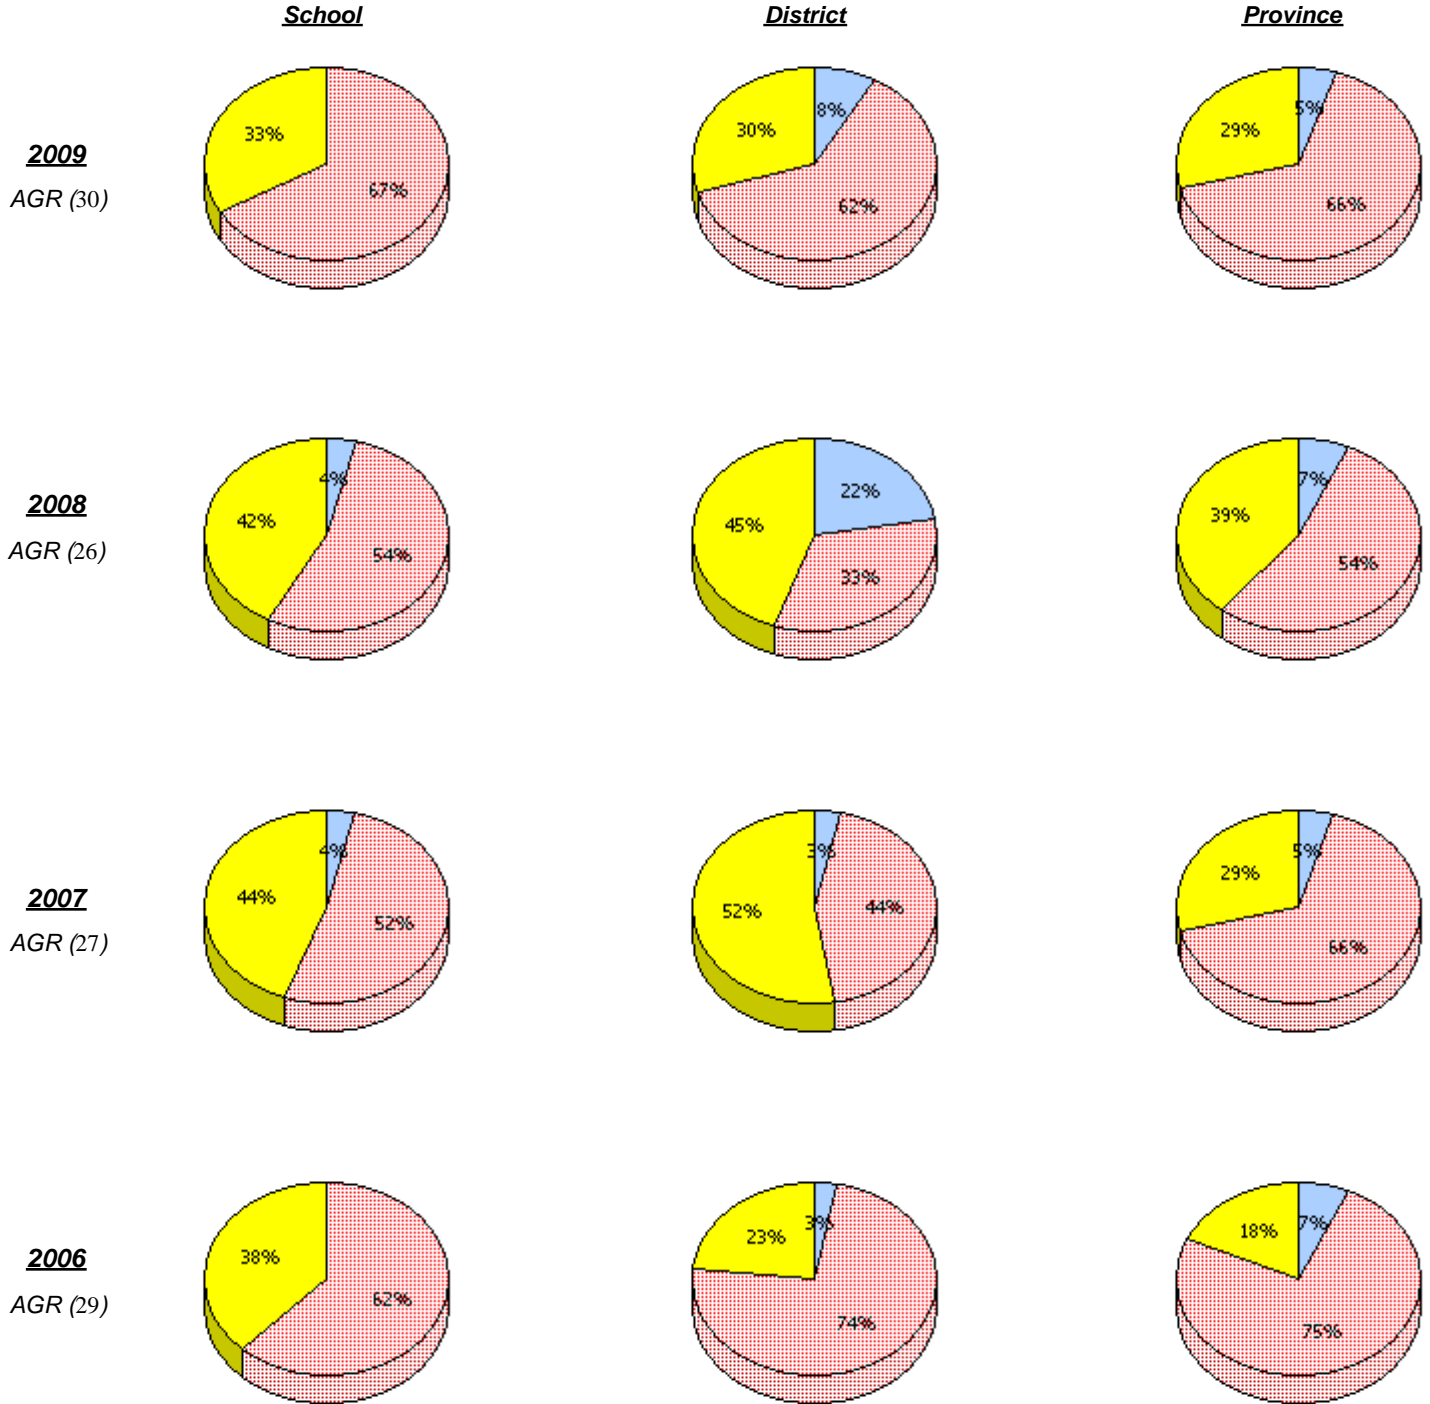 School District Province
33% 67% 30% 8% 62% 29% 5% 66%
2009
AGR (30)
42% 4% 54% 45% 22% 33% 39% 7% 54%
2008
AGR (26)
44% 4% 52% 52% 3% 44% 29% 5% 66%
2007
AGR (27)
38% 62% 23% 3% 74% 18% 7% 75%
2006
AGR (29)